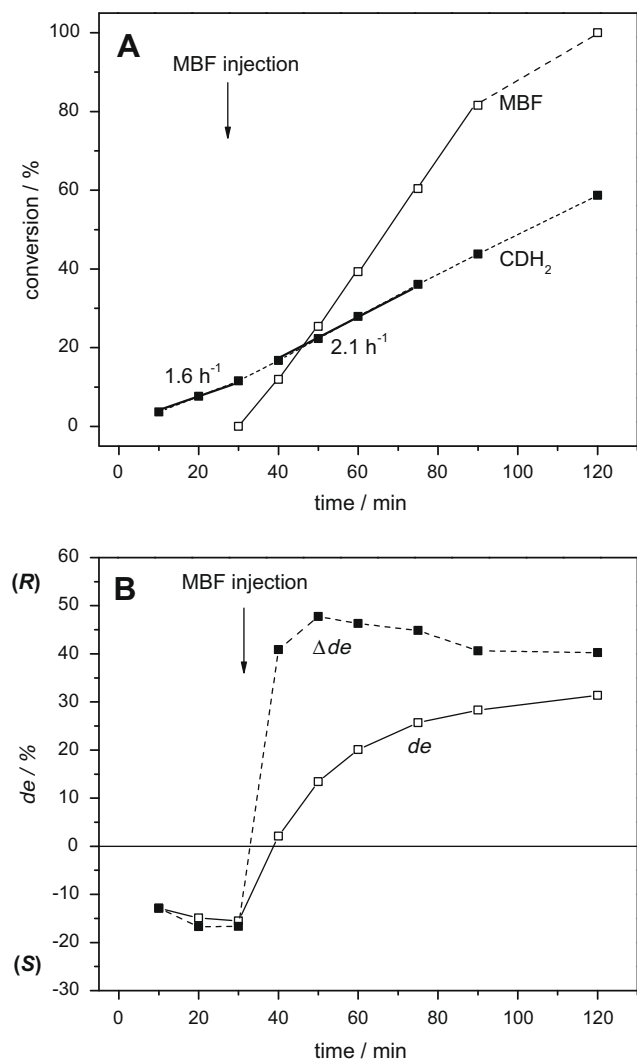 A
MBF injection
MBF
CDH₂
1.6 h⁻¹
2.1 h⁻¹
conversion / %
100
80
60
40
20
0
0 20 40 60 80 100 120
time / min
B
MBF injection
(R)
(S)
Δde
de
de / %
60
50
40
30
20
10
0
-10
-20
-30
0 20 40 60 80 100 120
time / min